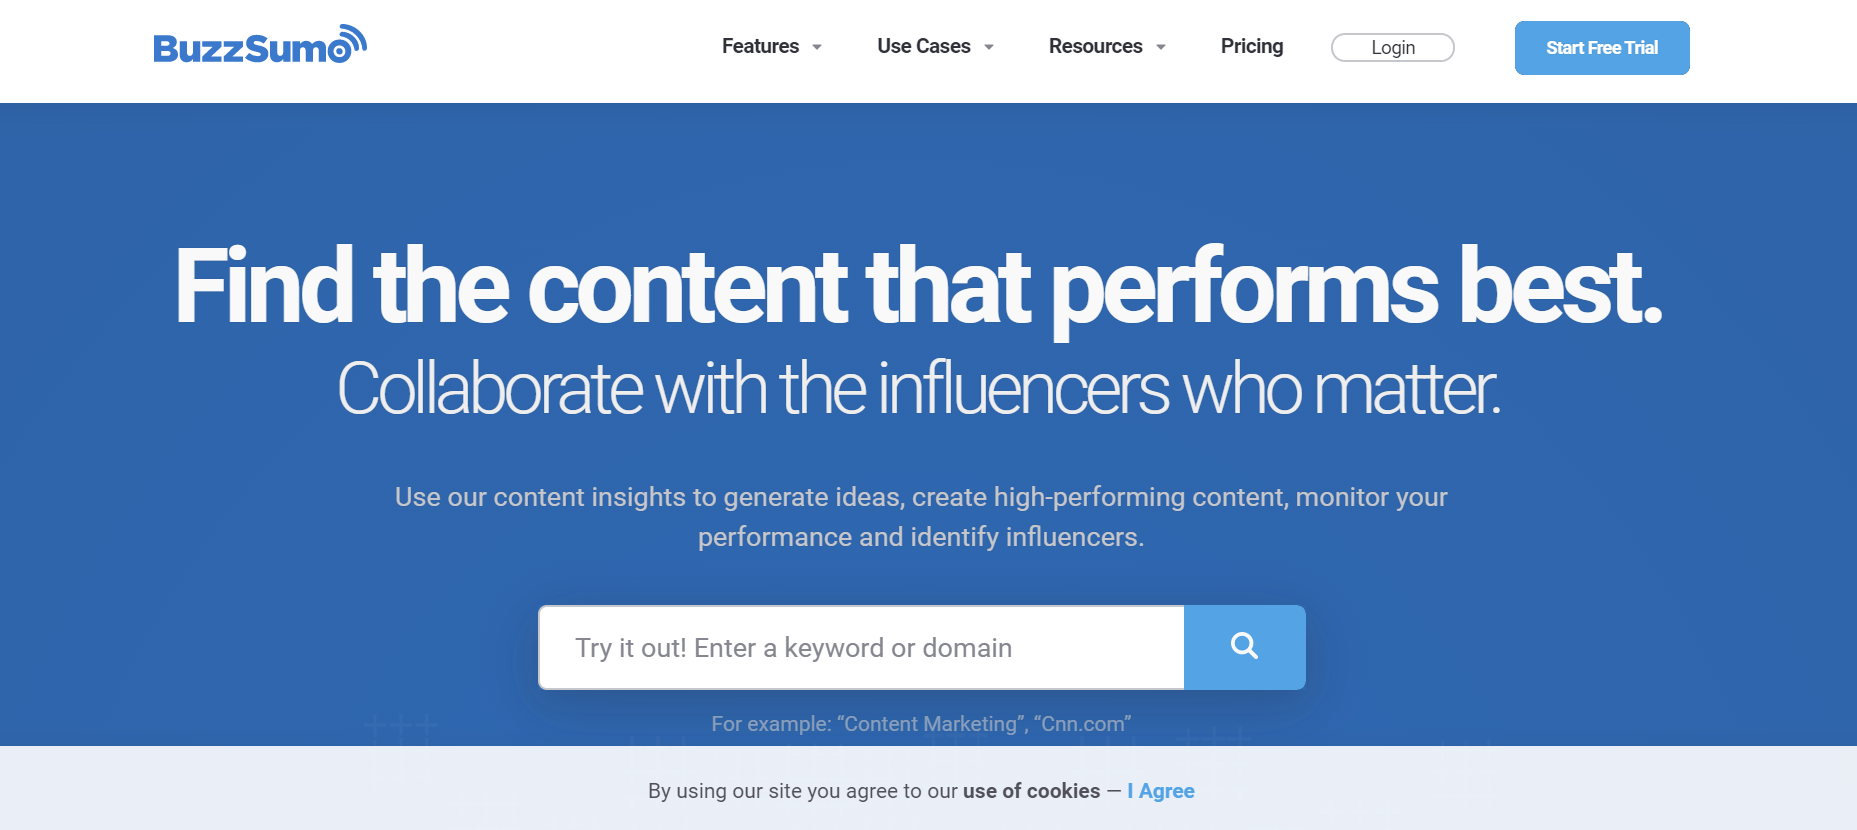 BuzzSumo
Features
Use Cases
Resources
Pricing
Login
Start Free Trial
Find the content that performs best.
Collaborate with the influencers who matter.
Use our content insights to generate ideas, create high-performing content, monitor your
performance and identify influencers.
Try it out! Enter a keyword or domain
For example: “Content Marketing”, “Cnn.com”
By using our site you agree to our use of cookies — I Agree